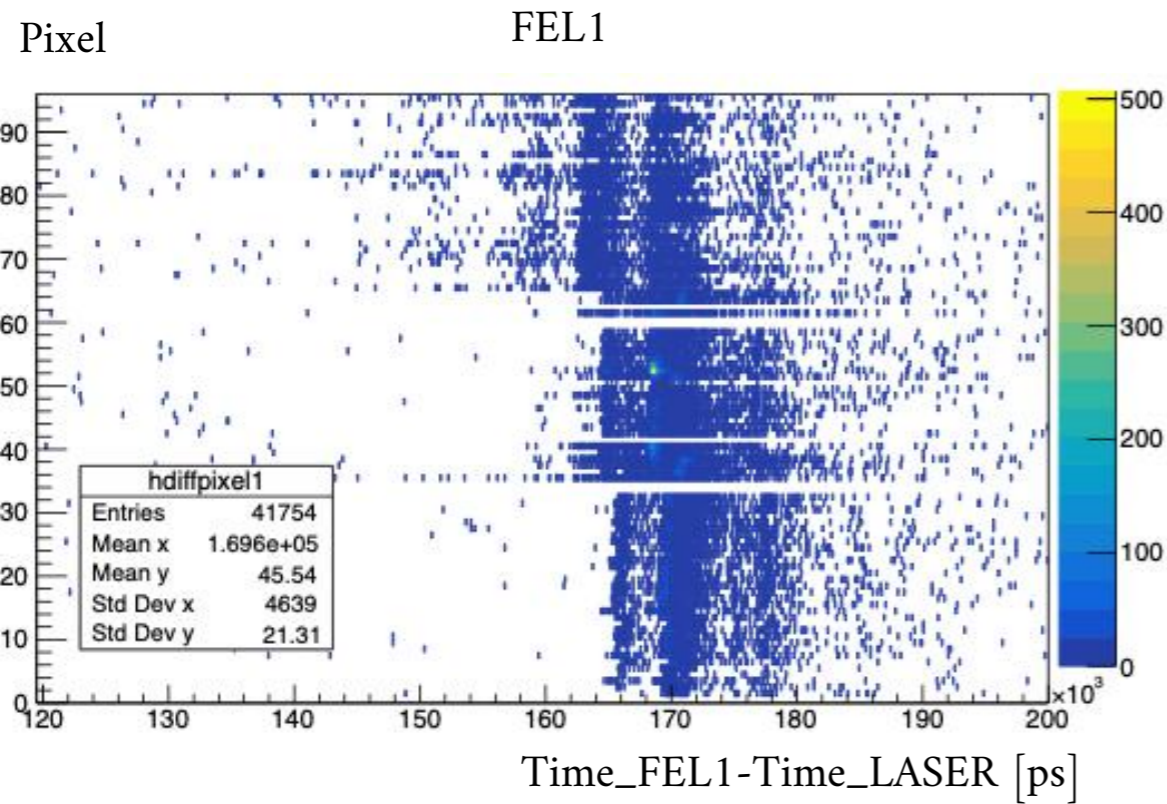 Pixel
FEL1
90
80
70
60
50
40
30
20
10
0
120 130 140 150 160 170 180 190 200
×10³
500
400
300
200
100
0
hdiffpixel1
Entries 41754
Mean x 1.696e+05
Mean y 45.54
Std Dev x 4639
Std Dev y 21.31
Time_FEL1-Time_LASER [ps]